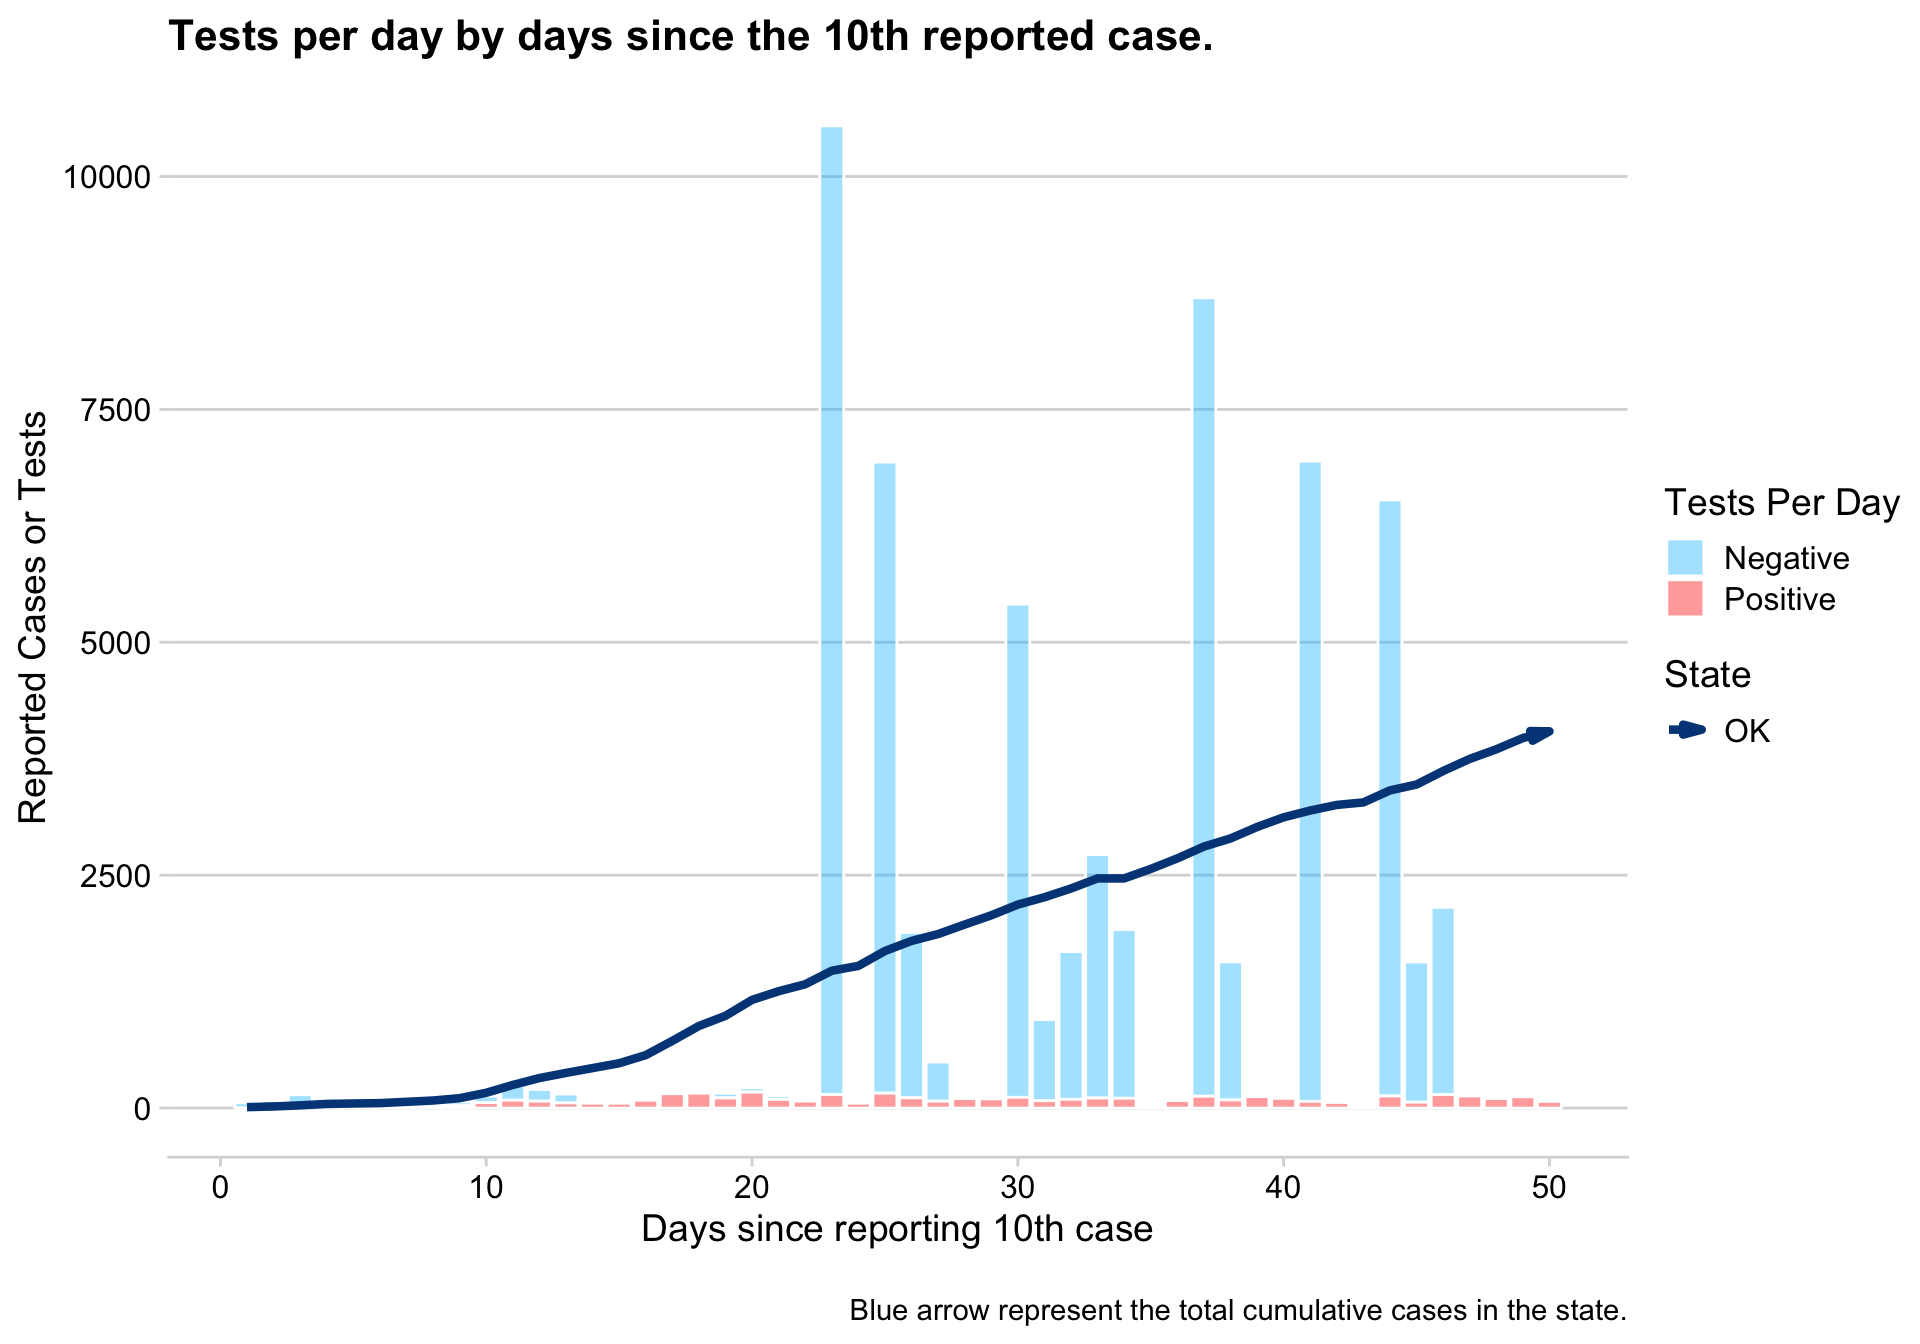 Tests per day by days since the 10th reported case.
10000
7500
5000
2500
0
Reported Cases or Tests
0 10 20 30 40 50
Days since reporting 10th case
Tests Per Day
Negative
Positive
State
OK
Blue arrow represent the total cumulative cases in the state.